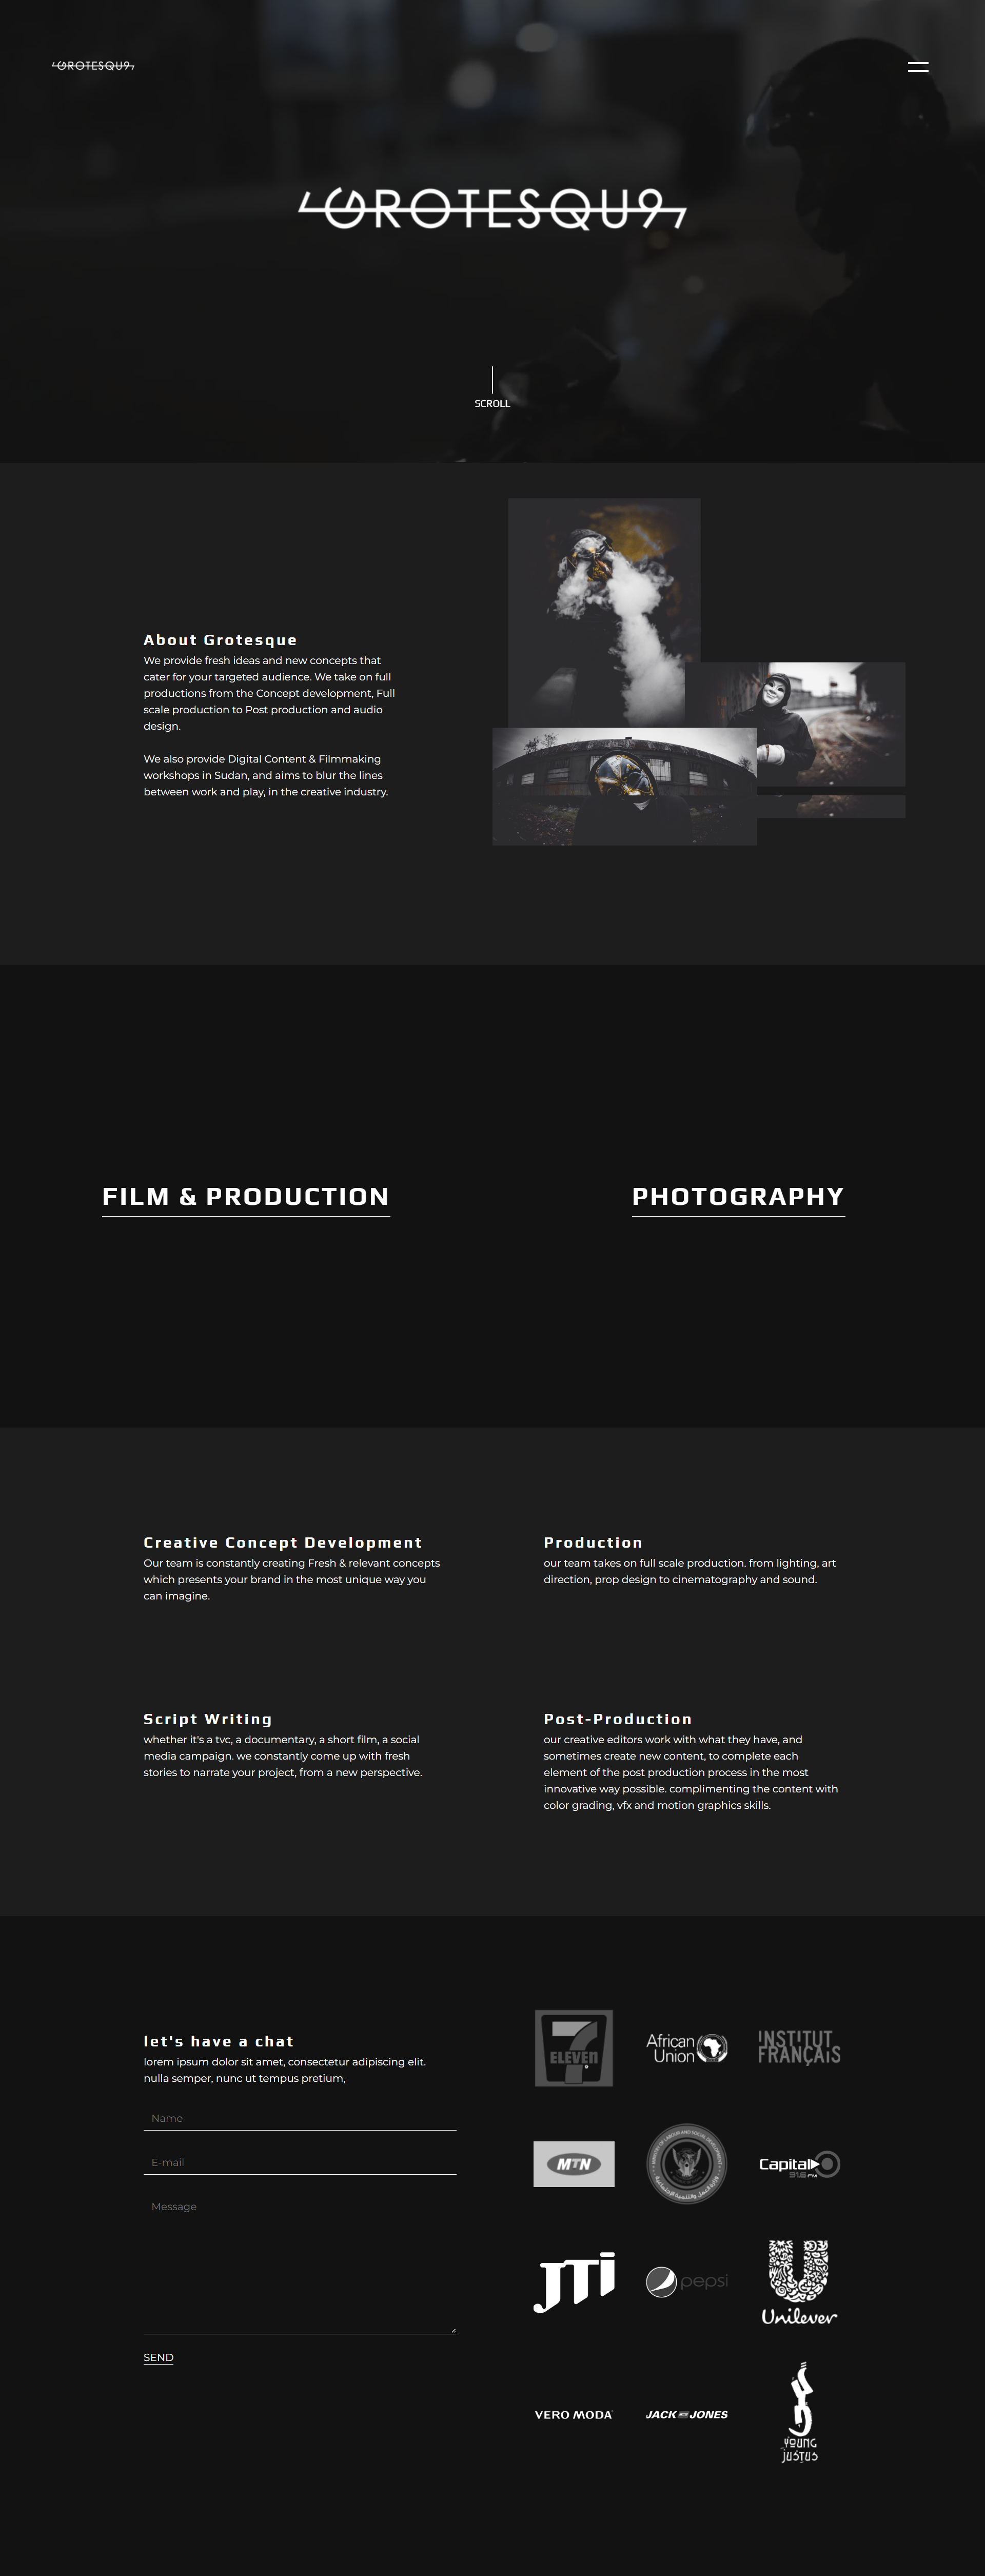 GROTESQU9
GROTESQU9
SCROLL
About Grotesque
We provide fresh ideas and new concepts that
cater for your targeted audience. We take on full
productions from the Concept development, Full
scale production to Post production and audio
design.
We also provide Digital Content & Filmmaking
workshops in Sudan, and aims to blur the lines
between work and play, in the creative industry.
FILM & PRODUCTION
PHOTOGRAPHY
Creative Concept Development
Our team is constantly creating Fresh & relevant concepts
which presents your brand in the most unique way you
can imagine.
Production
our team takes on full scale production. from lighting, art
direction, prop design to cinematography and sound.
Script Writing
whether it's a tvc, a documentary, a short film, a social
media campaign. we constantly come up with fresh
stories to narrate your project, from a new perspective.
Post-Production
our creative editors work with what they have, and
sometimes create new content, to complete each
element of the post production process in the most
innovative way possible. complimenting the content with
color grading, vfx and motion graphics skills.
let's have a chat
lorem ipsum dolor sit amet, consectetur adipiscing elit.
nulla semper, nunc ut tempus pretium,
Name
E-mail
Message
SEND
7
ELEVEN
African
Union
INSTITUT
FRANÇAIS
MTN
MINISTRY OF LABOUR AND SOCIAL DEVELOPMENT
Capital
91.6 FM
JTi
pepsi
Unilever
VERO MODA
JACK JONES
YOUNG
JUSTUS